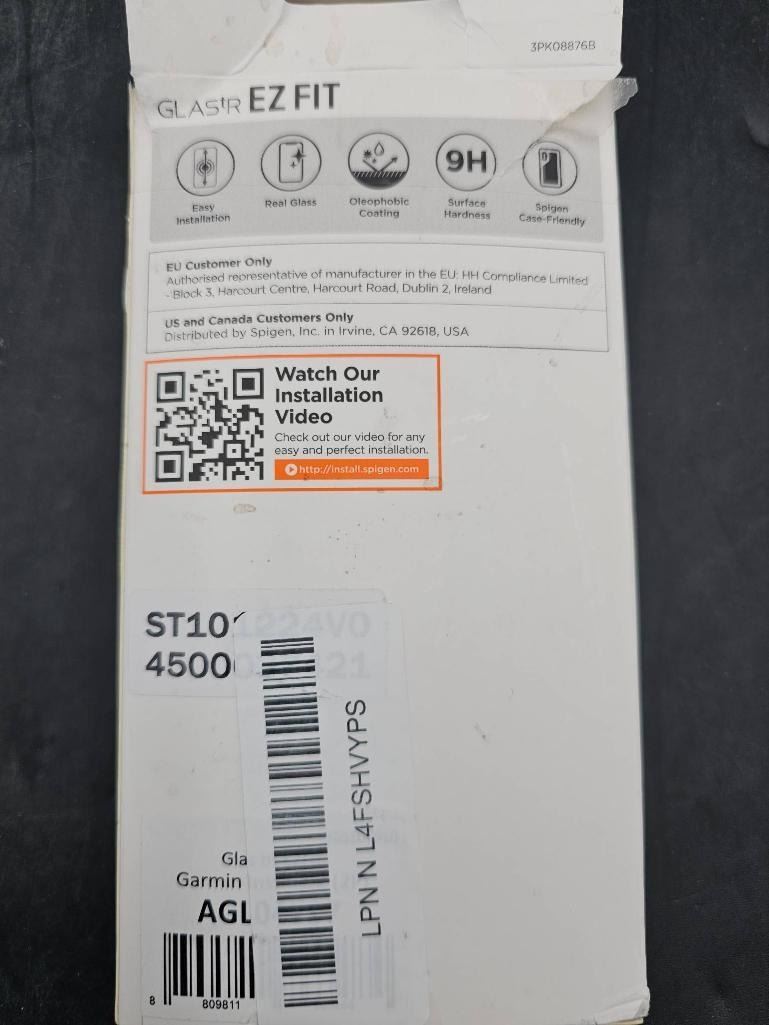 3PK08876B
GLAStR EZ FIT
9H
Easy
Installation
Real Glass
Oleophobic
Coating
Surface
Hardness
Spigen
Case-Friendly
EU Customer Only
Authorised representative of manufacturer in the EU: HH Compliance Limited
- Block 3, Harcourt Centre, Harcourt Road, Dublin 2, Ireland
US and Canada Customers Only
Distributed by Spigen, Inc. in Irvine, CA 92618, USA
Watch Our
Installation
Video
Check out our video for any
easy and perfect installation.
http://install.spigen.com
ST10
4500
LPN N L4FSHVYPS
Gla
Garmin
AGL
8 809811